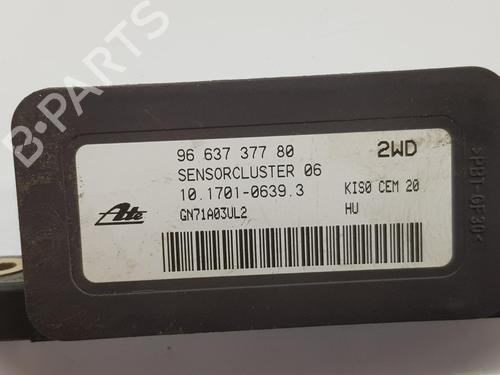 B-PARTS
96 637 377 80
2WD
SENSORCLUSTER 06
10.1701-0639.3
KISO CEM 20
Ate
GN71A03UL2
HU
>PBT-GF30<